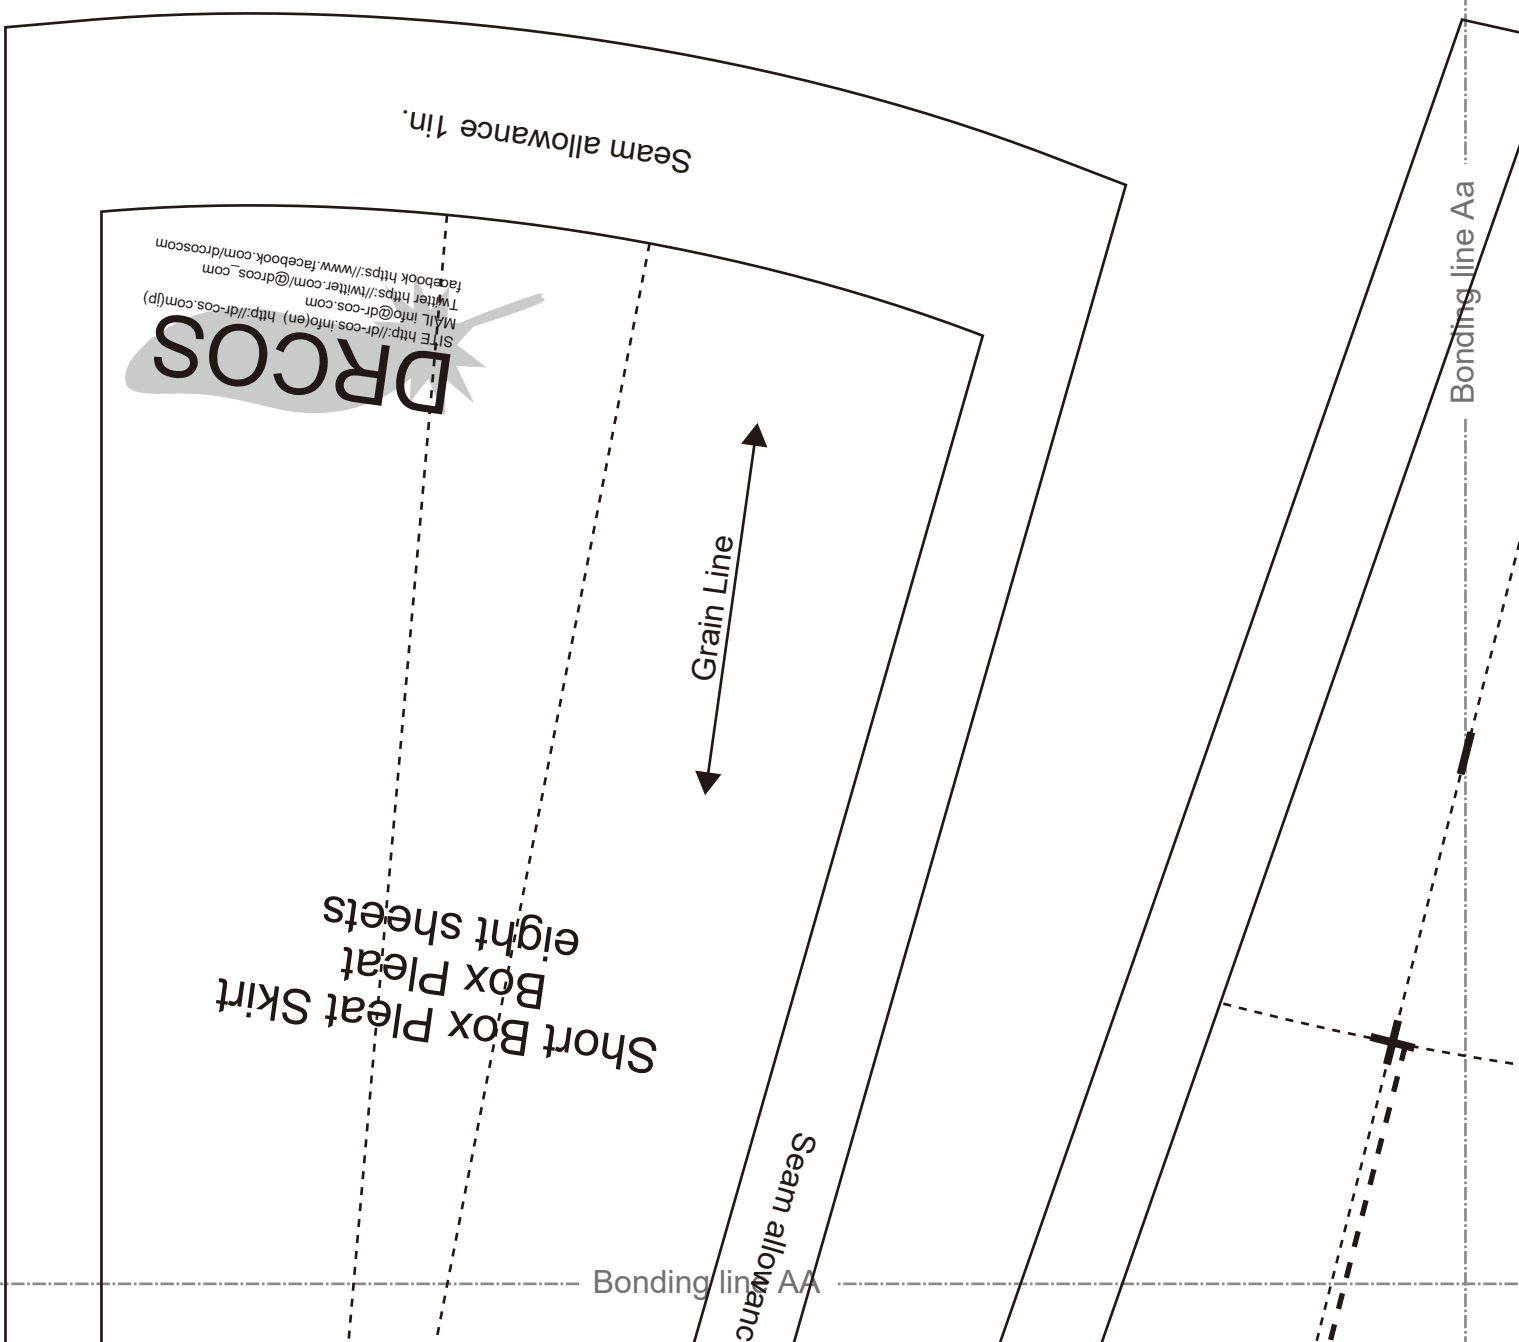 Seam allowance 1in.
DRCOS
SITE http://dr-cos.info(en) http://dr-cos.com(jp)
MAIL info@dr-cos.com
Twitter https://twitter.com/@drcos_com
facebook https://www.facebook.com/drcoscom
Grain Line
Short Box Pleat Skirt
Box Pleat
eight sheets
Seam allowanc
Bonding line AA
Bonding line Aa